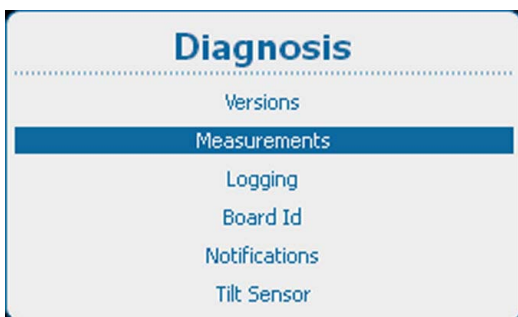 Diagnosis
Versions
Measurements
Logging
Board Id
Notifications
Tilt Sensor